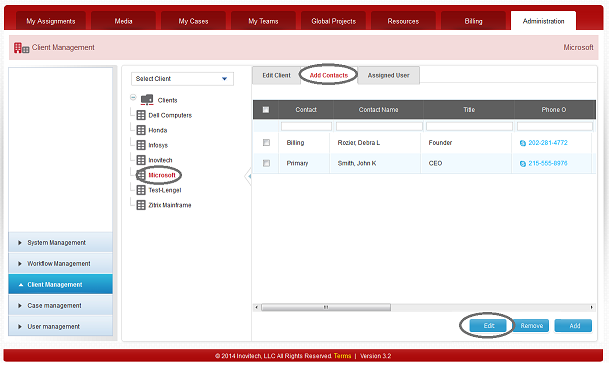 My Assignments Media My Cases My Teams Global Projects Resources Billing Administration
Client Management Microsoft
Select Client
Clients
Dell Computers
Honda
Infosys
Inovitech
Microsoft
Test-Lengel
Zitrix Mainframe
System Management
Workflow Management
Client Management
Case management
User management
Edit Client Add Contacts Assigned User
Contact Contact Name Title Phone O
Billing Rozier, Debra L Founder 202-281-4772
Primary Smith, John K CEO 215-555-8976
Edit Remove Add
© 2014 Inovitech, LLC All Rights Reserved. Terms | Version 3.2